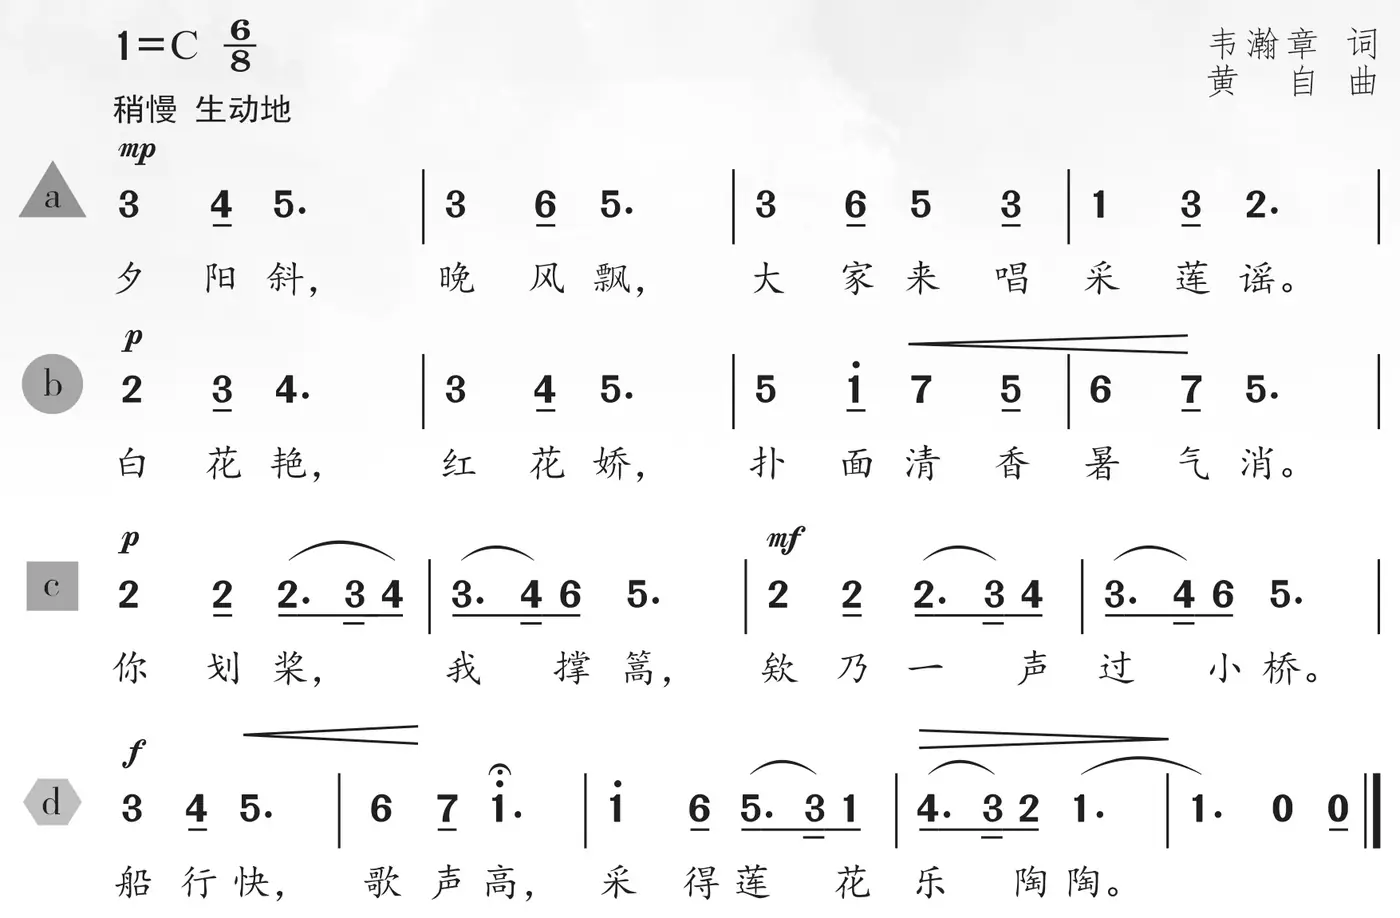 1=C 6/8
韦瀚章 词
黄 自 曲
稍慢 生动地
mp
a 3 4 5. | 3 6 5. | 3 6 5 3 | 1 3 2. |
夕 阳 斜， 晚 风 飘， 大 家 来 唱 采 莲 谣。
p
b 2 3 4. | 3 4 5. | 5 i 7 5 | 6 7 5. |
白 花 艳， 红 花 娇， 扑 面 清 香 暑 气 消。
p mf
c 2 2 2. 3 4 | 3. 4 6 5. | 2 2 2. 3 4 | 3. 4 6 5. |
你 划 桨， 我 撑 篙， 欸 乃 一 声 过 小 桥。
f
d 3 4 5. | 6 7 i. | i 6 5. 3 1 | 4. 3 2 1. | 1. 0 0 ‖
船 行 快， 歌 声 高， 采 得 莲 花 乐 陶 陶。